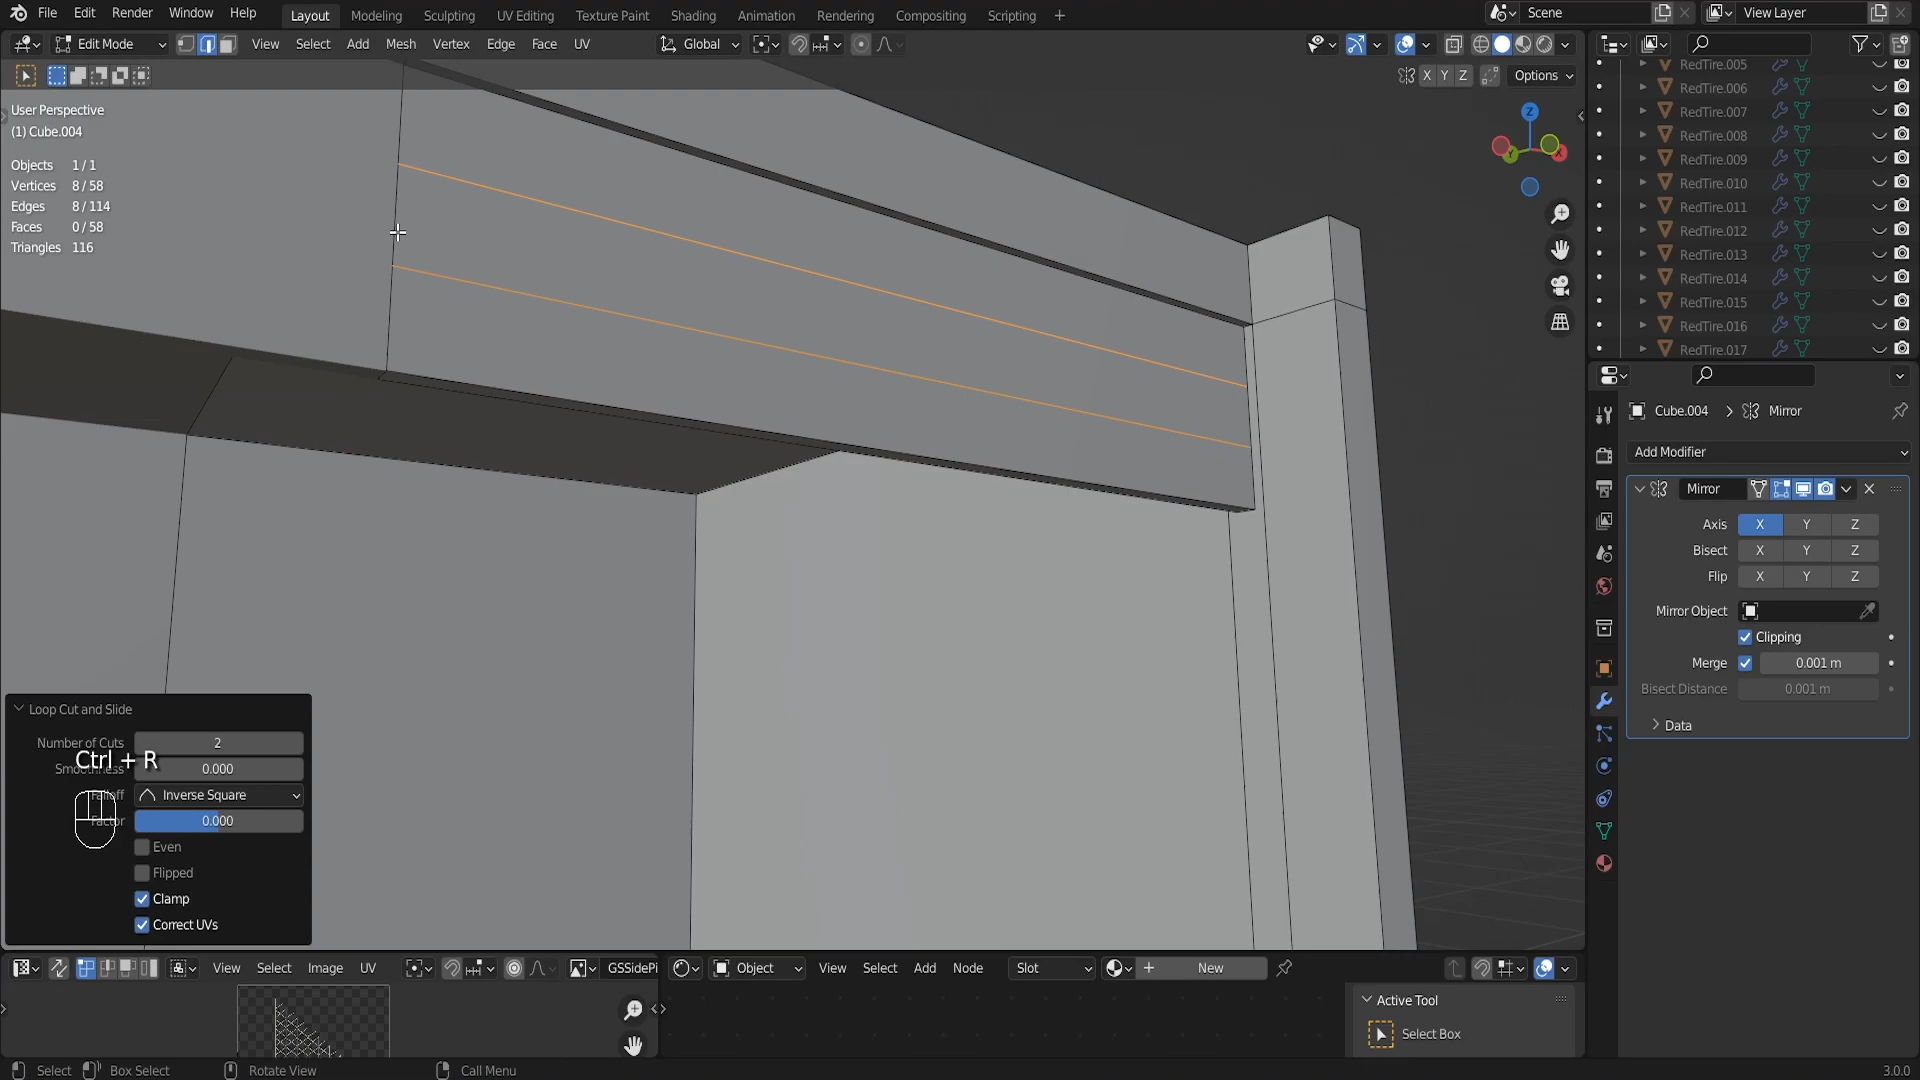 File Edit Render Window Help Layout Modeling Sculpting UV Editing Texture Paint Shading Animation Rendering Compositing Scripting + Scene View Layer
Edit Mode View Select Add Mesh Vertex Edge Face UV Global
X Y Z Options
User Perspective
(1) Cube.004
Objects 1/1
Vertices 8/58
Edges 8/114
Faces 0/58
Triangles 116
Z
Y X
RedTire.005
RedTire.006
RedTire.007
RedTire.008
RedTire.009
RedTire.010
RedTire.011
RedTire.012
RedTire.013
RedTire.014
RedTire.015
RedTire.016
RedTire.017
Cube.004 Mirror
Add Modifier
Mirror
Axis X Y Z
Bisect X Y Z
Flip X Y Z
Mirror Object
Clipping
Merge 0.001 m
Bisect Distance 0.001 m
Data
Loop Cut and Slide
Number of Cuts 2
Ctrl + R
Smoothness 0.000
Falloff Inverse Square
Factor 0.000
Even
Flipped
Clamp
Correct UVs
View Select Image UV GSSidePi
Object View Select Add Node Slot New
Active Tool
Select Box
Select Box Select Rotate View Call Menu 3.0.0